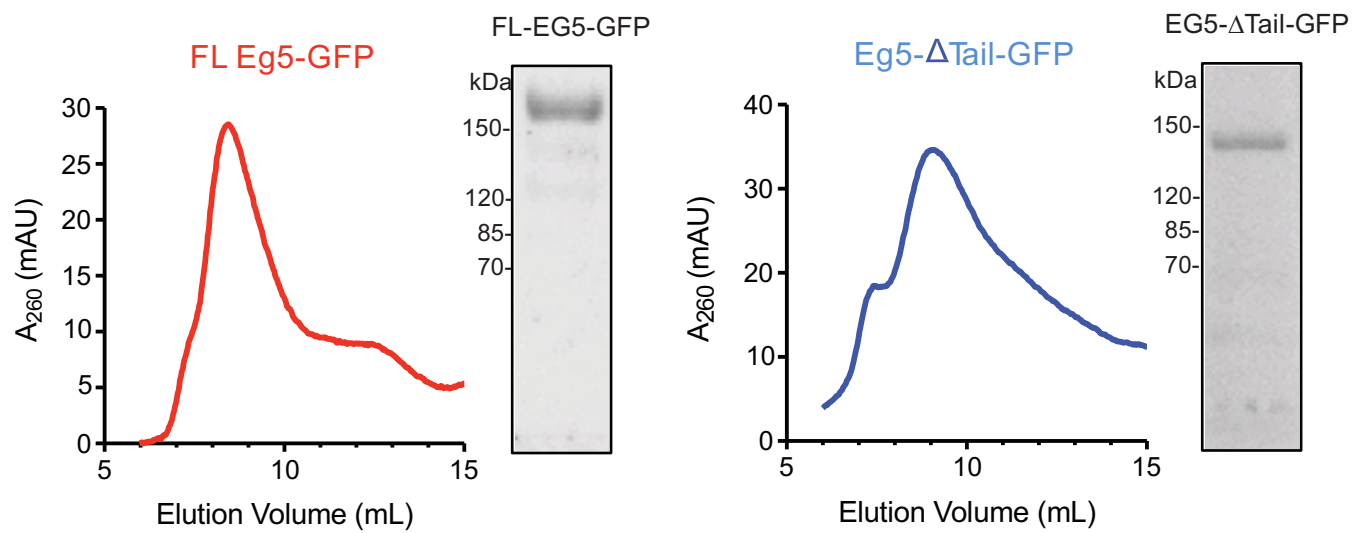 FL Eg5-GFP
A260 (mAU)
30
25
20
15
10
5
0
5
10
15
Elution Volume (mL)
FL-EG5-GFP
kDa
150-
120-
85-
70-
Eg5-ΔTail-GFP
A260 (mAU)
40
30
20
10
0
5
10
15
Elution Volume (mL)
EG5-ΔTail-GFP
kDa
150-
120-
85-
70-